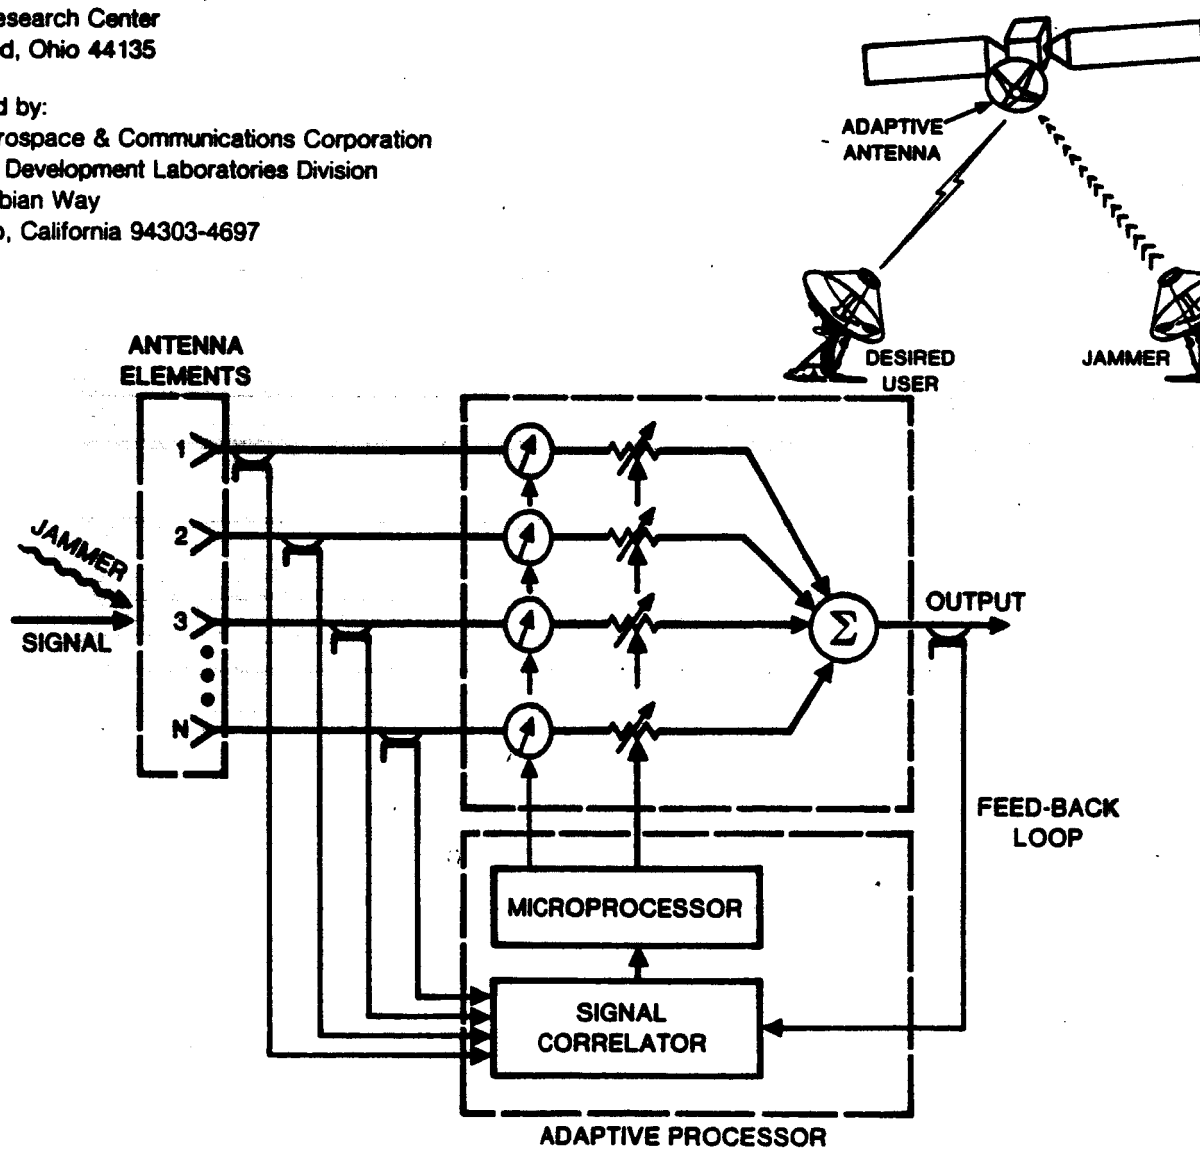 esearch Center
d, Ohio 44135
d by:
rospace & Communications Corporation
Development Laboratories Division
bian Way
o, California 94303-4697
ADAPTIVE
ANTENNA
DESIRED
USER
JAMMER
ANTENNA
ELEMENTS
1
2
3
N
JAMMER
SIGNAL
Σ
OUTPUT
FEED-BACK
LOOP
MICROPROCESSOR
SIGNAL
CORRELATOR
ADAPTIVE PROCESSOR